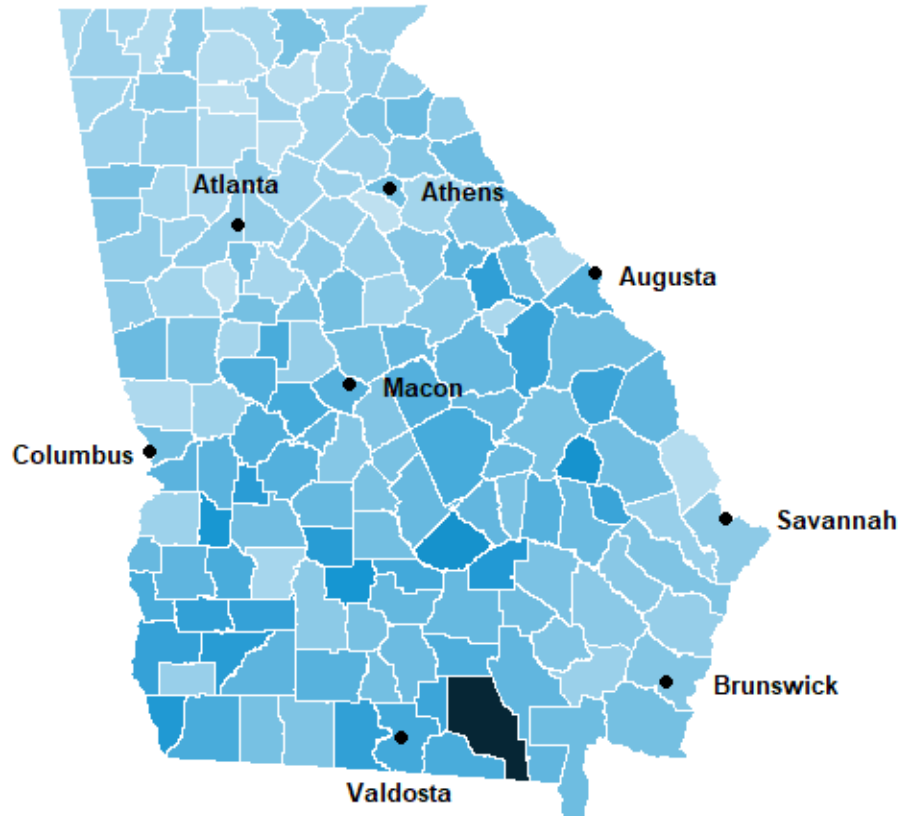 Atlanta
Athens
Augusta
Macon
Columbus
Savannah
Brunswick
Valdosta